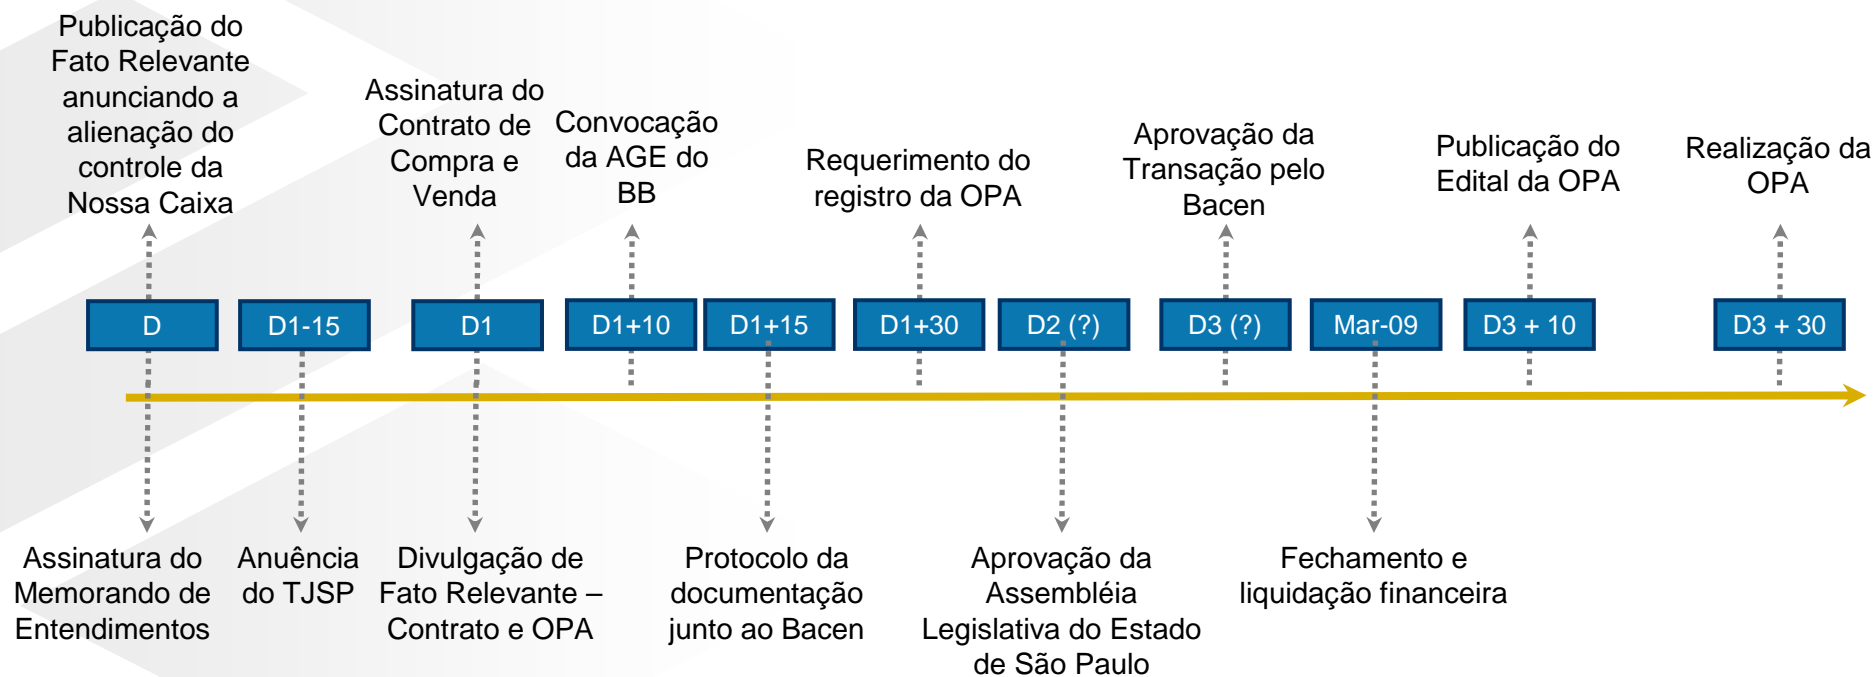 Publicação do
Fato Relevante
anunciando a
alienação do
controle da
Nossa Caixa
Assinatura do
Contrato de
Compra e
Venda
Convocação
da AGE do
BB
Requerimento do
registro da OPA
Aprovação da
Transação pelo
Bacen
Publicação do
Edital da OPA
Realização da
OPA
D
D1-15
D1
D1+10
D1+15
D1+30
D2 (?)
D3 (?)
Mar-09
D3 + 10
D3 + 30
Assinatura do
Memorando de
Entendimentos
Anuência
do TJSP
Divulgação de
Fato Relevante –
Contrato e OPA
Protocolo da
documentação
junto ao Bacen
Aprovação da
Assembléia
Legislativa do Estado
de São Paulo
Fechamento e
liquidação financeira